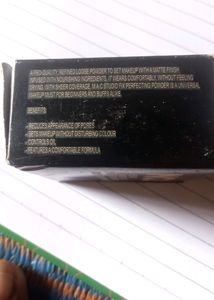 A PRO-QUALITY, REFINED LOOSE POWDER TO SET MAKEUP WITH A MATTE FINISH
INFUSED WITH NOURISHING INGREDIENTS. IT WEARS COMFORTABLY, WITHOUT FEELING
DRYING. WITH SHEER COVERAGE, M.A.C STUDIO FIX PERFECTING POWDER IS A UNIVERSAL
MAKEUP MUST FOR BEGINNERS AND BUFFS ALIKE.
BENEFITS
-REDUCES APPEARANCE OF PORES
-SETS MAKEUP WITHOUT DISTURBING COLOUR
-CONTROLS OIL
-FEATURES A COMFORTABLE FORMULA